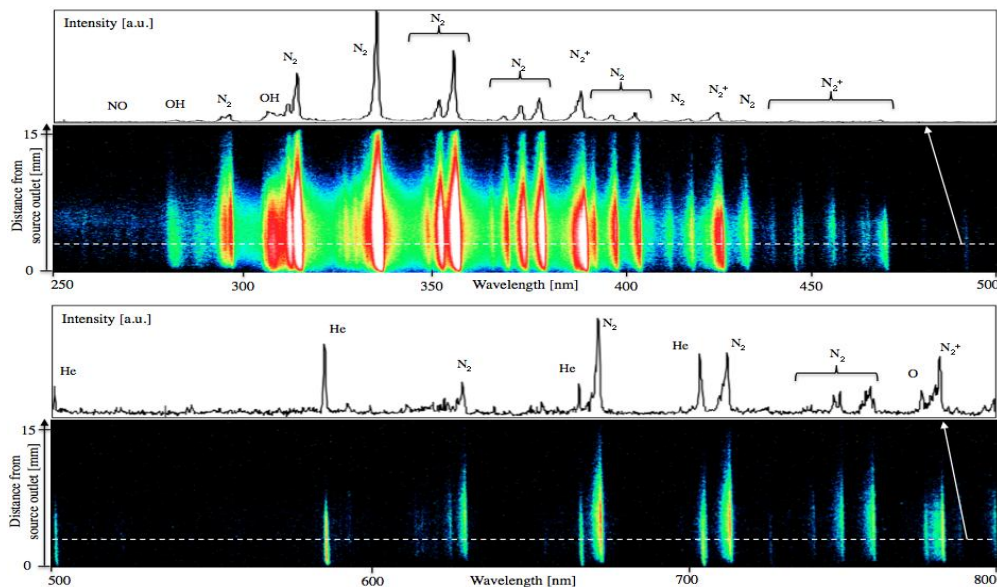 Intensity [a.u.]
NO
OH
N2
OH
N2
N2
N2
N2
N2+
N2
N2
N2+
N2
N2+
Distance from
source outlet [mm]
15
0
250
300
350
Wavelength [nm]
400
450
500
Intensity [a.u.]
He
He
N2
He
N2
He
N2
N2
O
N2+
Distance from
source outlet [mm]
15
0
500
600
Wavelength [nm]
700
800